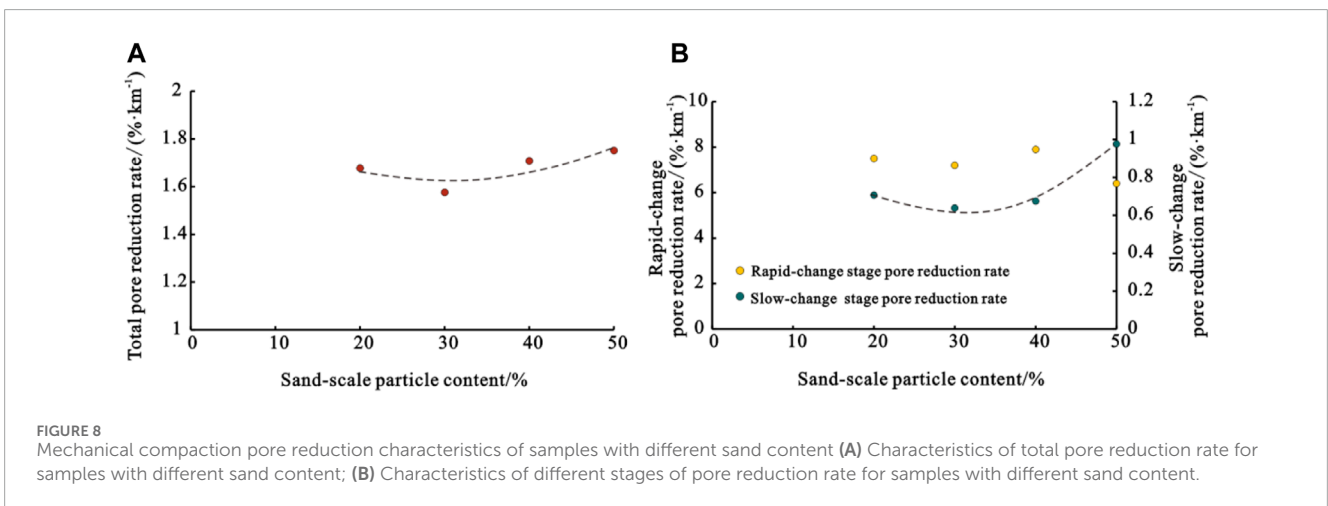 A
B
Total pore reduction rate/ (%·km⁻¹)
2
1.8
1.6
1.4
1.2
1
0
10
20
30
40
50
Sand-scale particle content/%
Rapid-change
pore reduction rate/ (%·km⁻¹)
10
8
6
4
2
0
0
10
20
30
40
50
Sand-scale particle content/%
Rapid-change stage pore reduction rate
Slow-change stage pore reduction rate
1.2
1
0.8
0.6
0.4
0.2
0
Slow-change
pore reduction rate/ (%·km⁻¹)
FIGURE 8
Mechanical compaction pore reduction characteristics of samples with different sand content (A) Characteristics of total pore reduction rate for
samples with different sand content; (B) Characteristics of different stages of pore reduction rate for samples with different sand content.